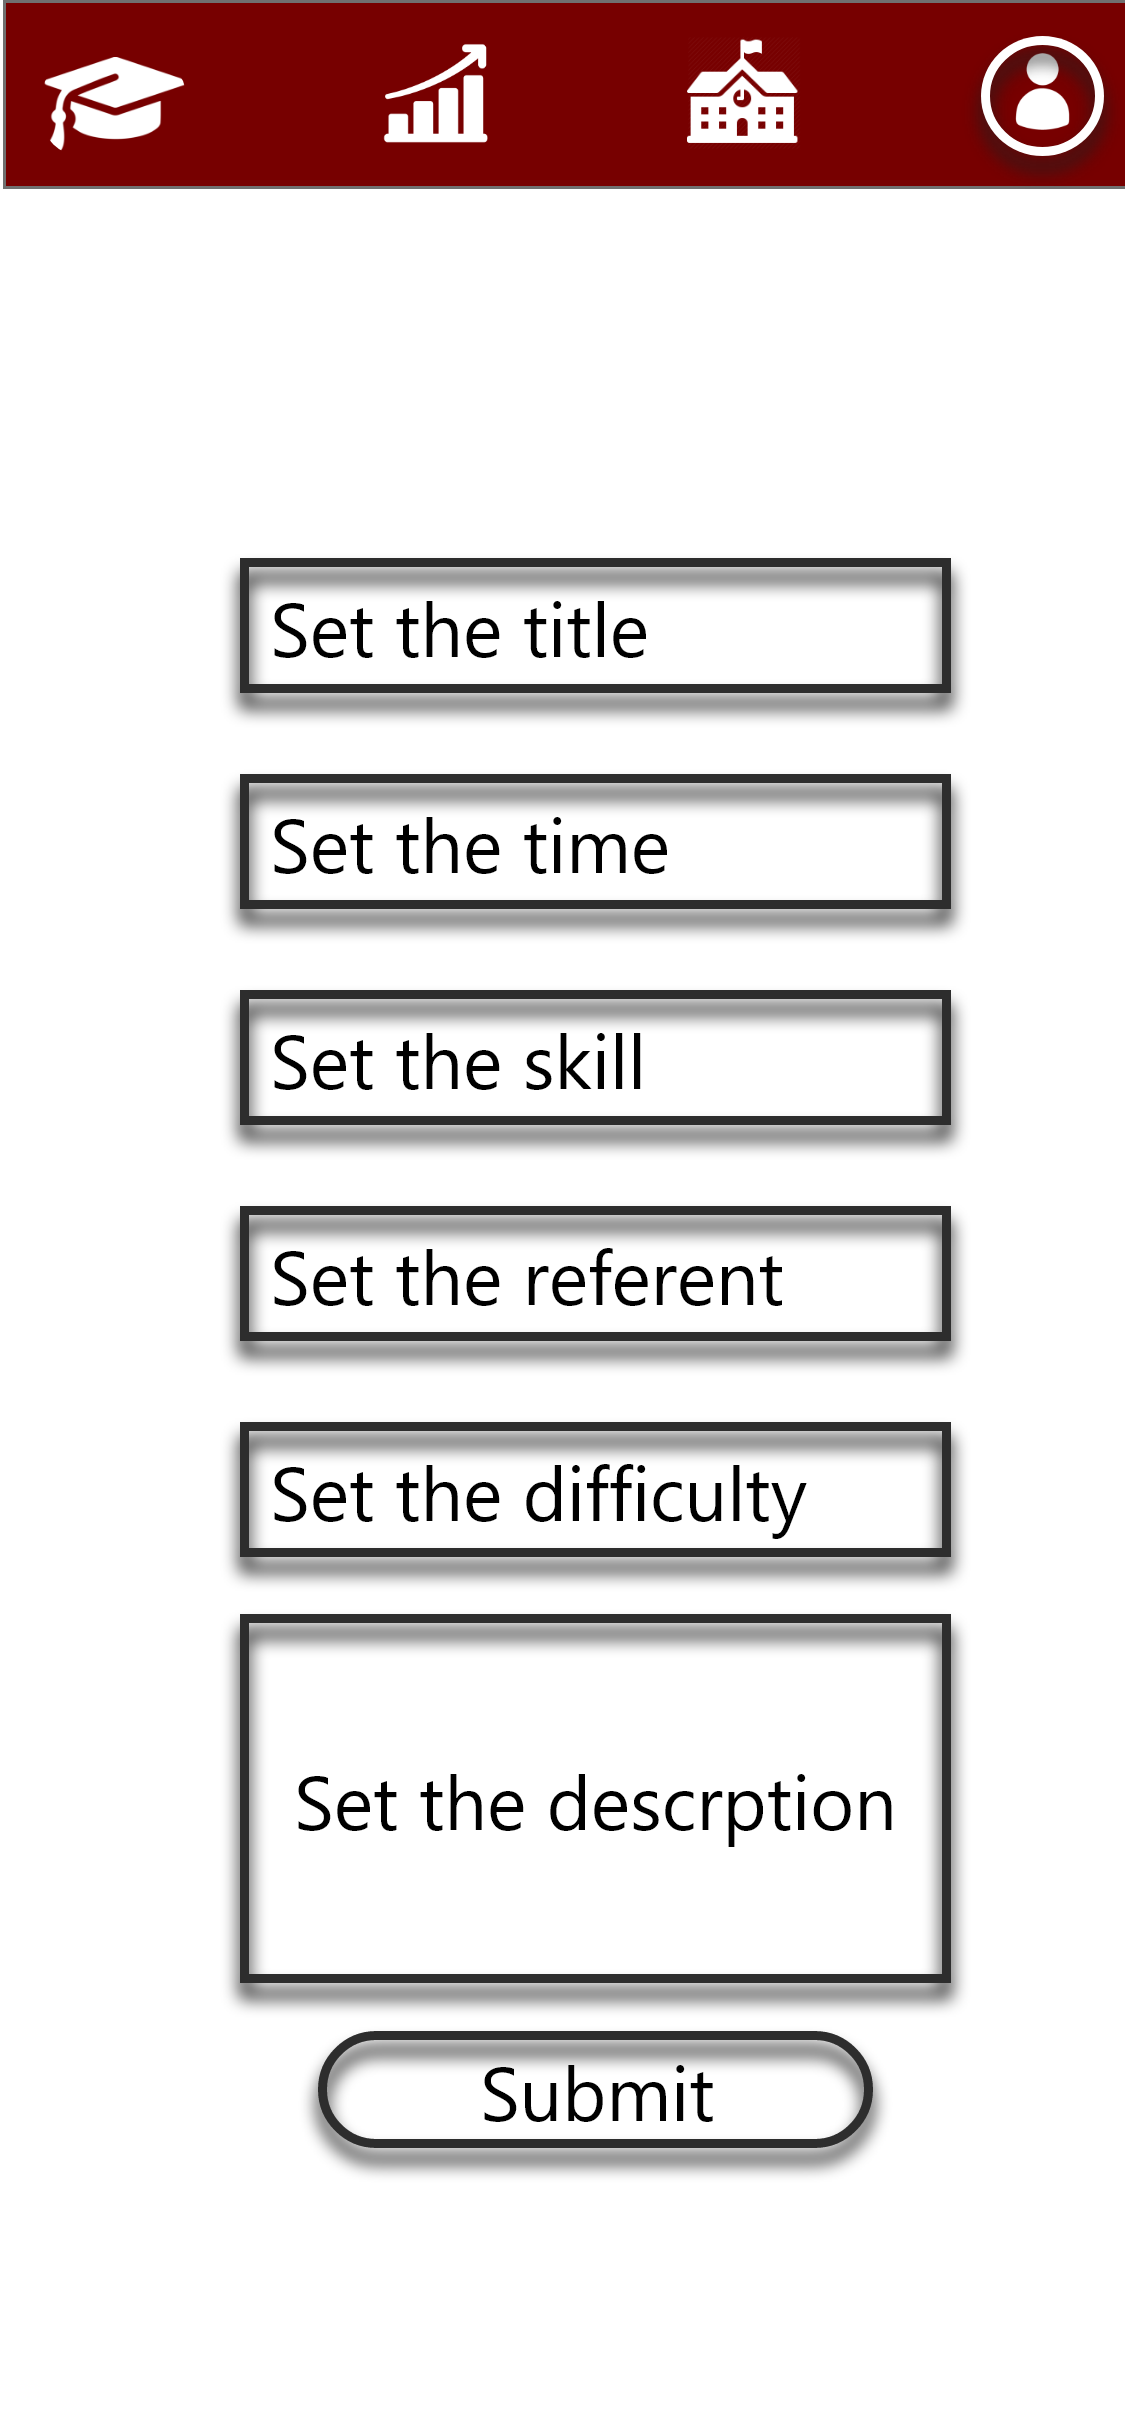 Set the title
Set the time
Set the skill
Set the referent
Set the difficulty
Set the descrption
Submit